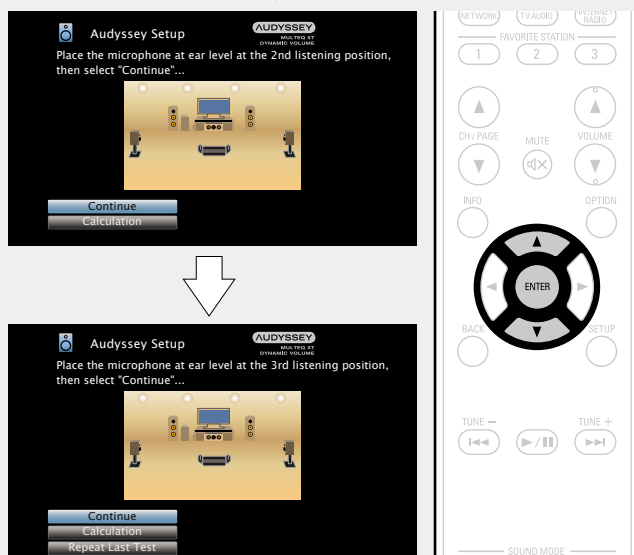 Audyssey Setup
AUDYSSEY
MULTEQ XT
DYNAMIC VOLUME
Place the microphone at ear level at the 2nd listening position,
then select "Continue"...
Continue
Calculation
Audyssey Setup
AUDYSSEY
MULTEQ XT
DYNAMIC VOLUME
Place the microphone at ear level at the 3rd listening position,
then select "Continue"...
Continue
Calculation
Repeat Last Test
NETWORK
TV AUDIO
INTERNET
RADIO
FAVORITE STATION
1
2
3
CH / PAGE
MUTE
VOLUME
INFO
OPTION
ENTER
BACK
SETUP
TUNE –
TUNE +
SOUND MODE